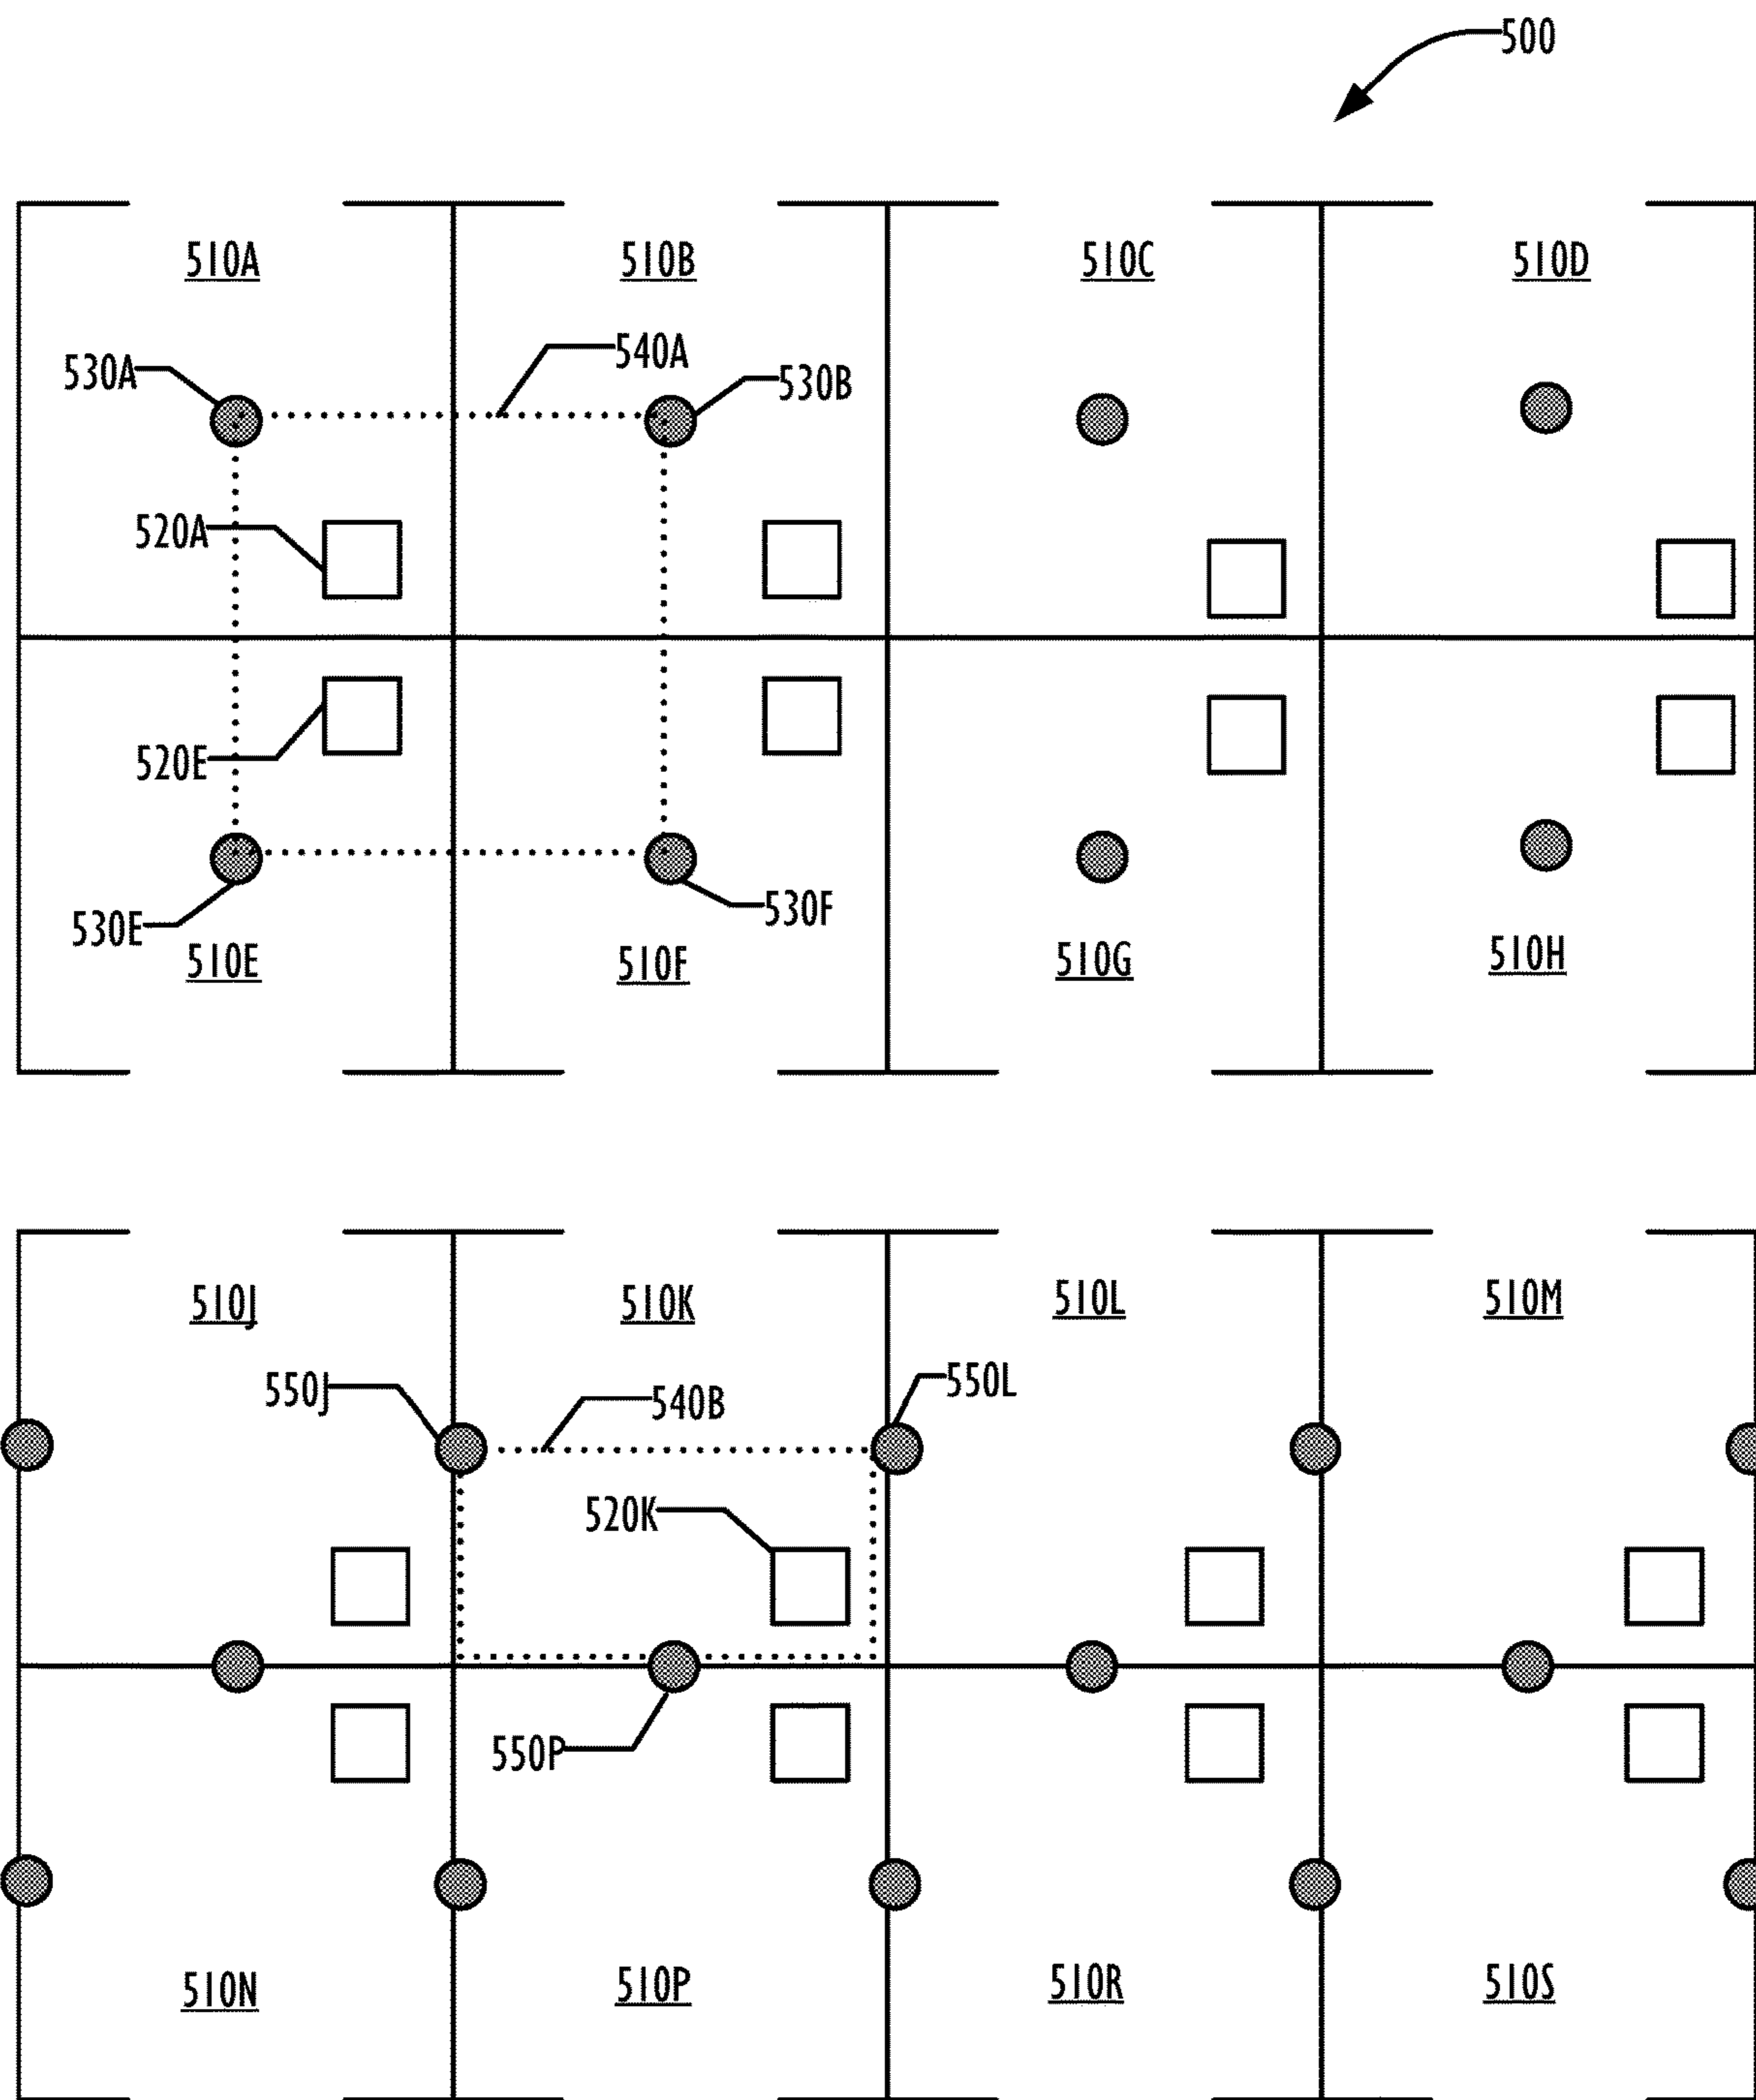 500
510A 510B 510C 510D
540A
530A 530B
520A
520E
530E 530F
510E 510F 510G 510H
510J 510K 510L 510M
550J 540B 550L
520K
550P
510N 510P 510R 510S